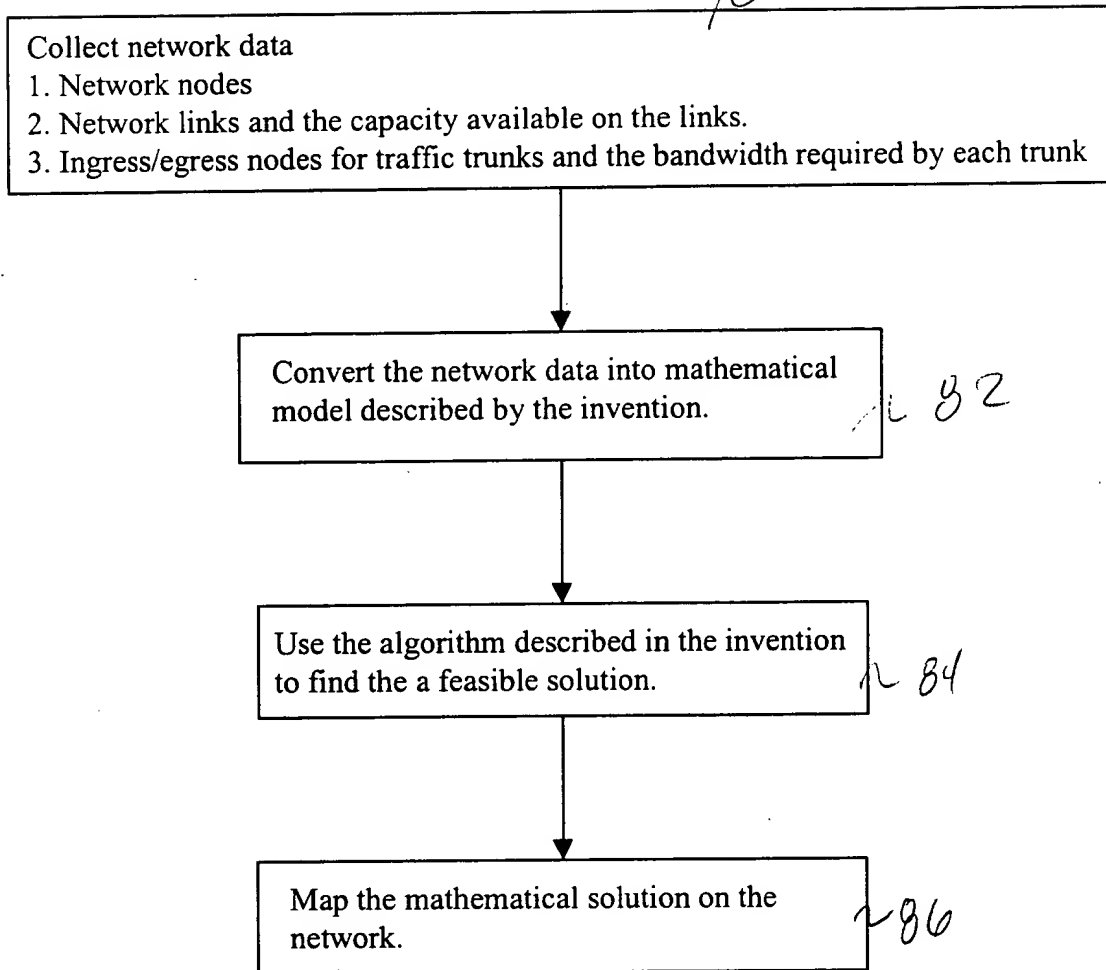 Collect network data
1. Network nodes
2. Network links and the capacity available on the links.
3. Ingress/egress nodes for traffic trunks and the bandwidth required by each trunk
Convert the network data into mathematical
model described by the invention.
82
Use the algorithm described in the invention
to find the a feasible solution.
84
Map the mathematical solution on the
network.
86